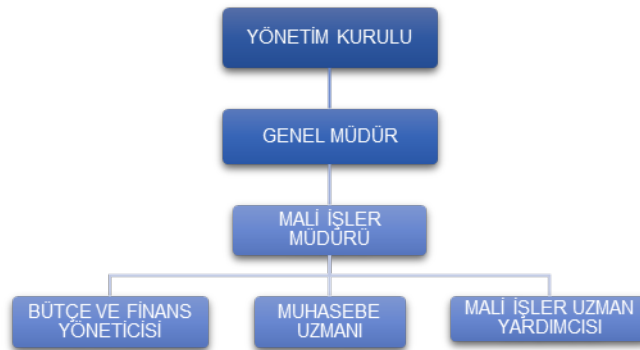 YÖNETİM KURULU
GENEL MÜDÜR
MALİ İŞLER
MÜDÜRÜ
BÜTÇE VE FİNANS
YÖNETİCİSİ
MUHASEBE
UZMANI
MALİ İŞLER UZMAN
YARDIMCISI